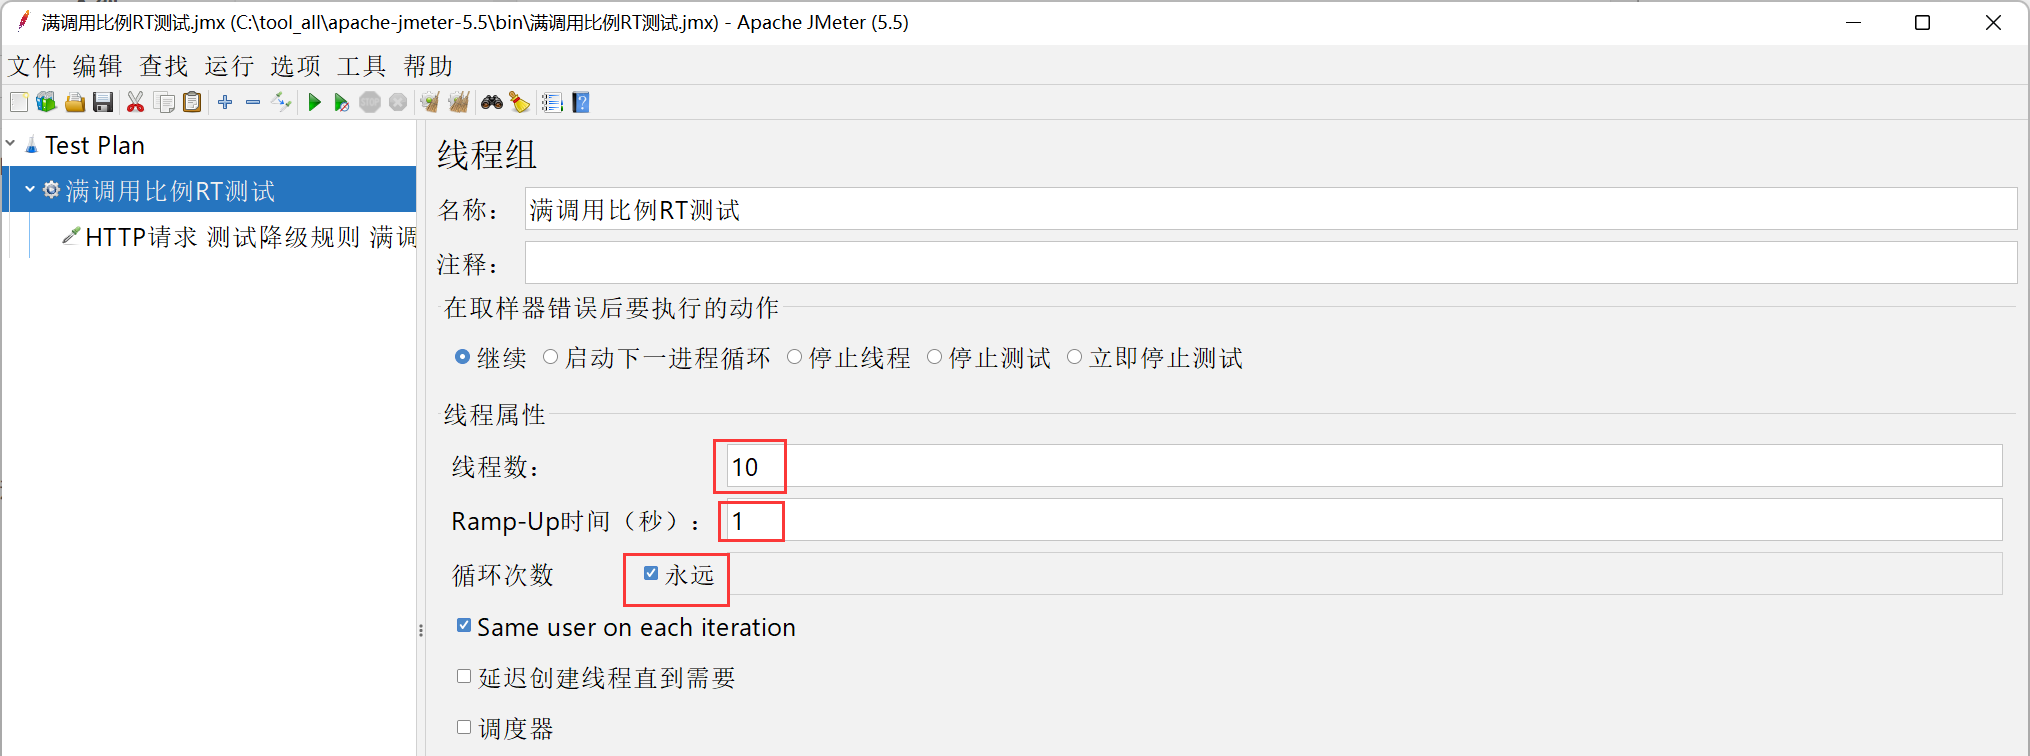 满调用比例RT测试.jmx (C:\tool_all\apache-jmeter-5.5\bin\满调用比例RT测试.jmx) - Apache JMeter (5.5)
文件 编辑 查找 运行 选项 工具 帮助
STOP
Test Plan
满调用比例RT测试
HTTP请求 测试降级规则 满调
线程组
名称： 满调用比例RT测试
注释：
在取样器错误后要执行的动作
继续 启动下一进程循环 停止线程 停止测试 立即停止测试
线程属性
线程数： 10
Ramp-Up时间（秒）： 1
循环次数 永远
Same user on each iteration
延迟创建线程直到需要
调度器